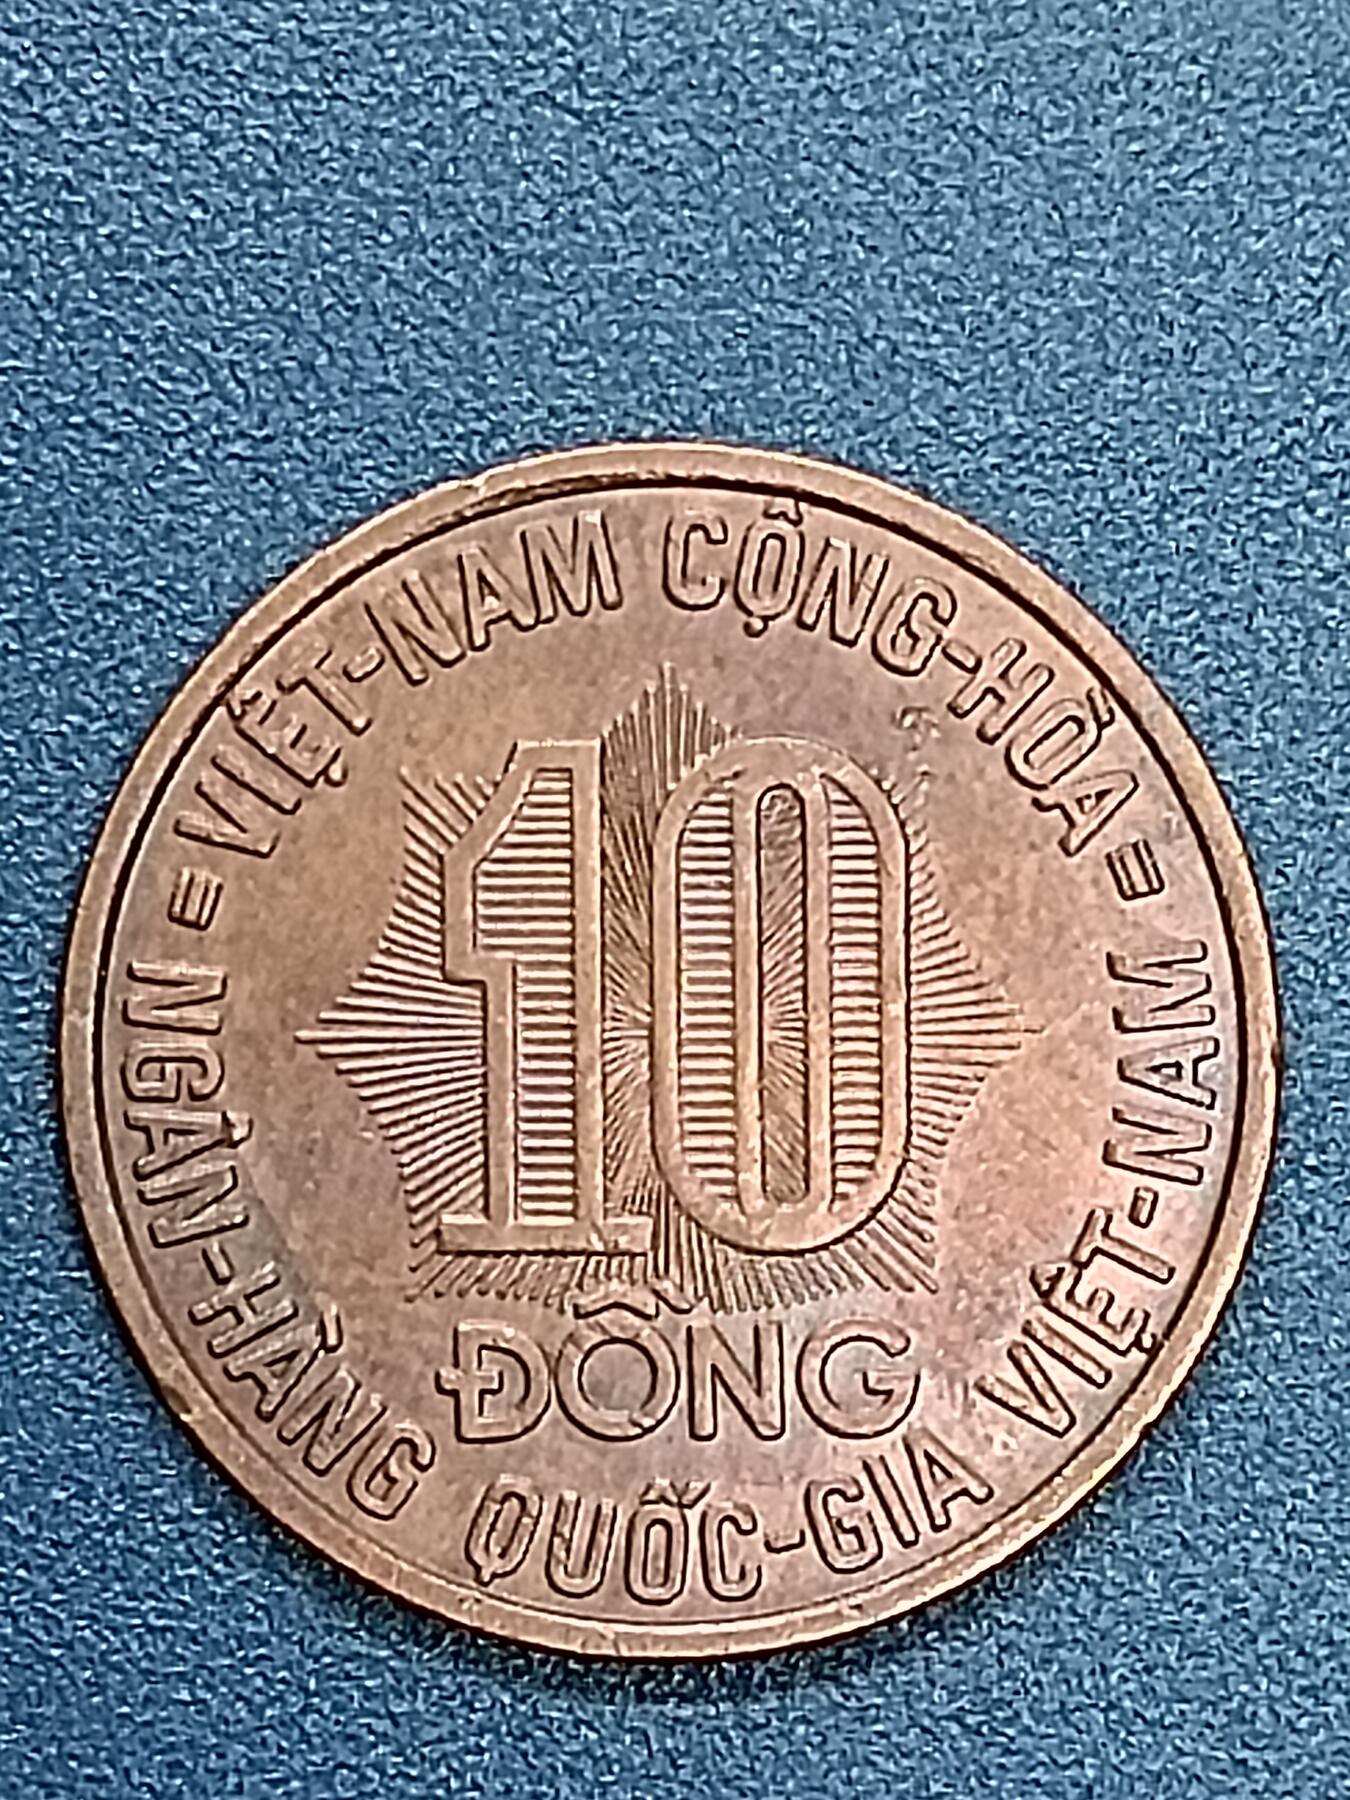 VIỆT-NAM CỘNG-HÒA
10
ĐỒNG
NGÂN-HÀNG QUỐC-GIA VIỆT-NAM